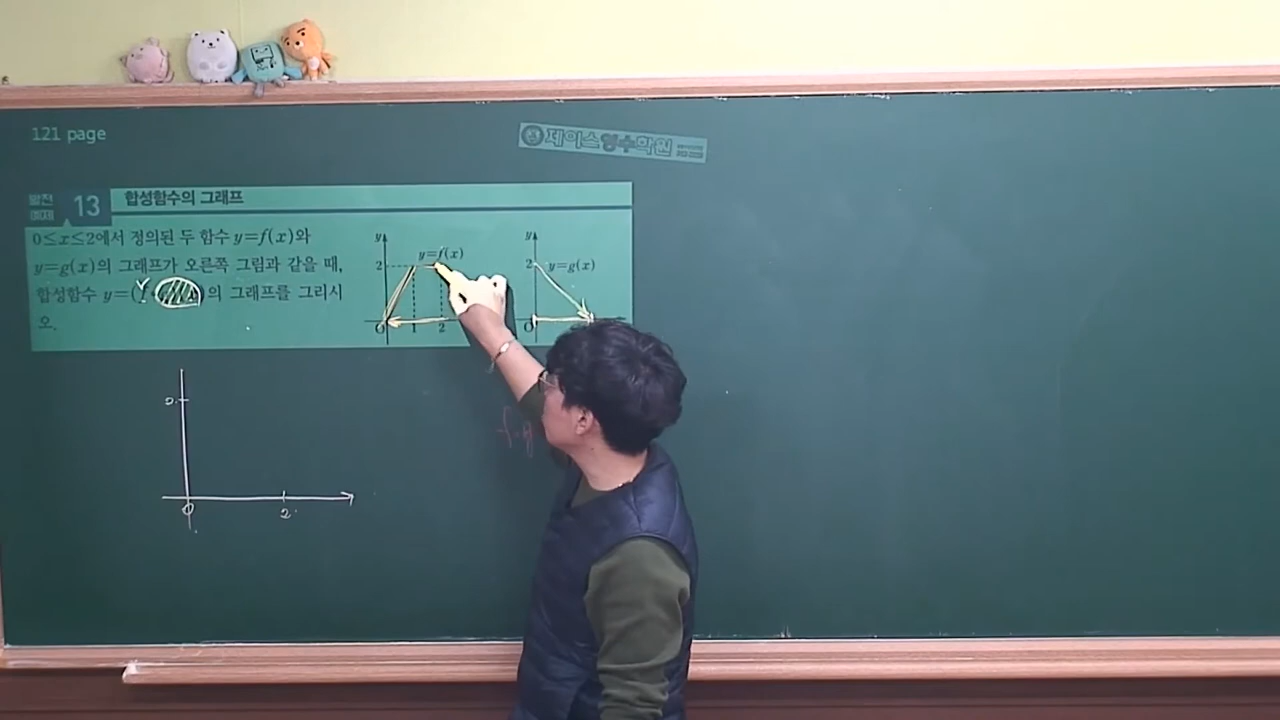 121 page
제이스영수학원
발전
예제
13
합성함수의 그래프
0≤x≤2에서 정의된 두 함수 y=f(x)와
y=g(x)의 그래프가 오른쪽 그림과 같을 때,
합성함수 y=( 의 그래프를 그리시
오.
y
y=f(x)
2
O
1
2
y
2
y=g(x)
O
f∘g
2
0
2